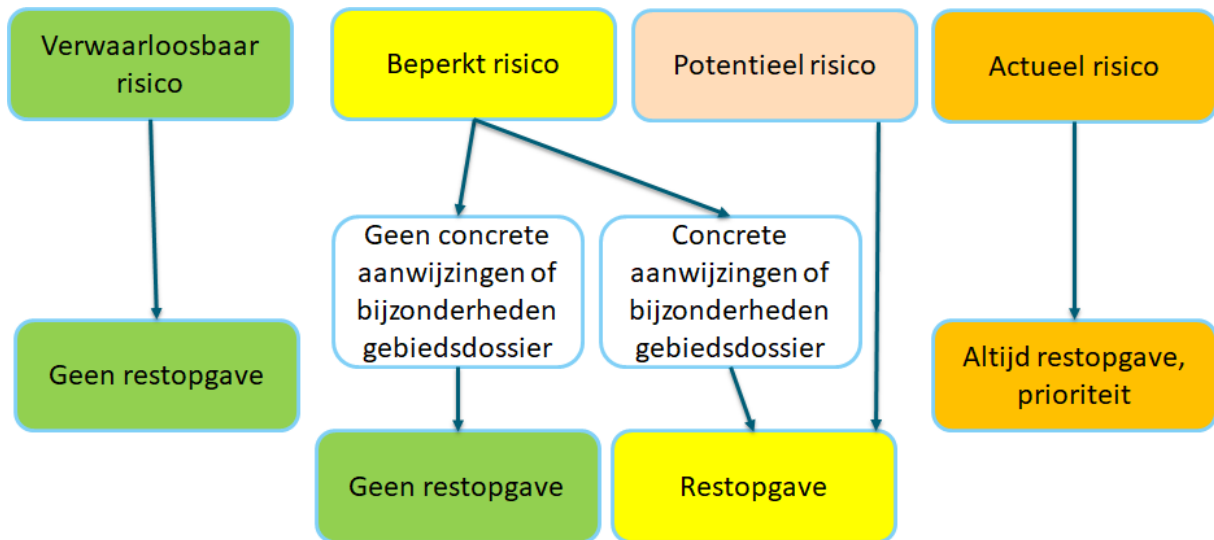 Verwaarloosbaar
risico
Beperkt risico
Potentieel risico
Actueel risico
Geen concrete
aanwijzingen of
bijzonderheden
gebiedsdossier
Concrete
aanwijzingen of
bijzonderheden
gebiedsdossier
Geen restopgave
Altijd restopgave,
prioriteit
Geen restopgave
Restopgave